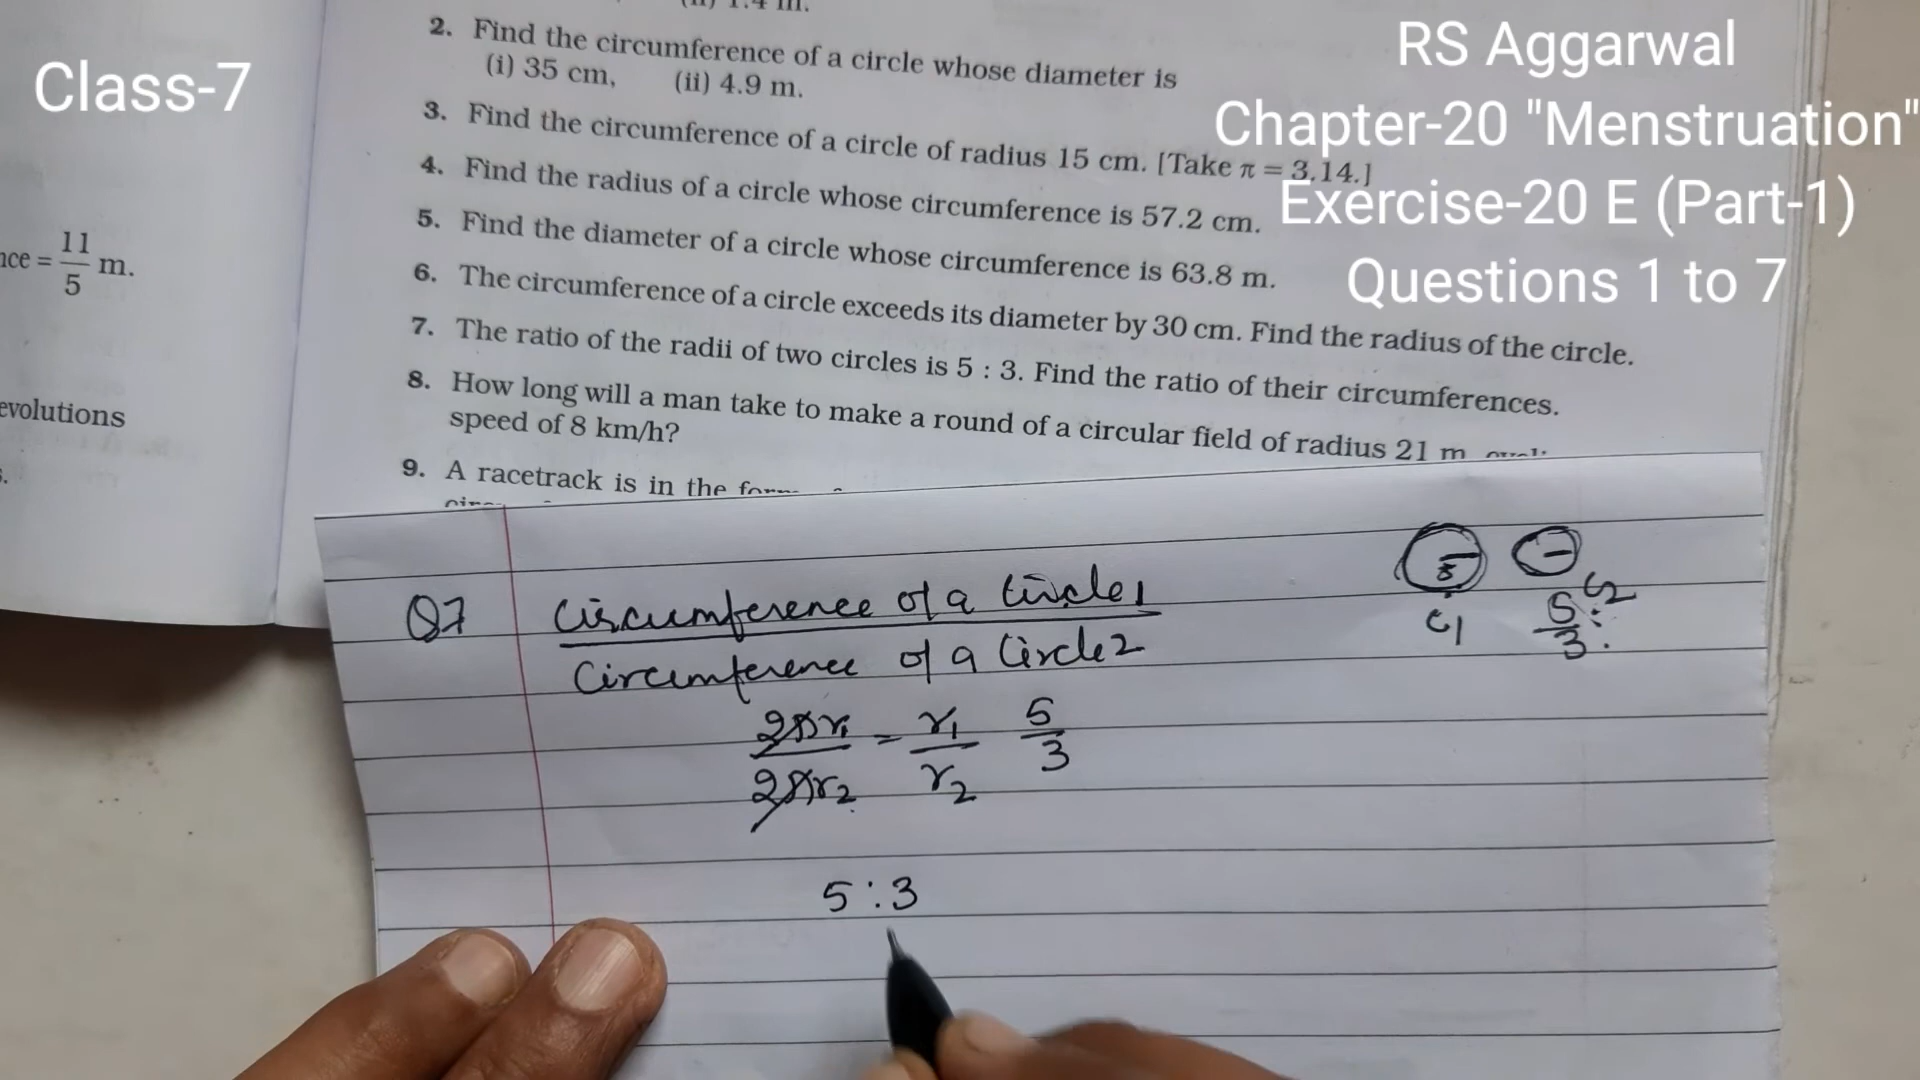 Class-7
RS Aggarwal
Chapter-20 "Menstruation"
Exercise-20 E (Part-1)
Questions 1 to 7
11
5
m.
evolutions
2. Find the circumference of a circle whose diameter is
(i) 35 cm, (ii) 4.9 m.
3. Find the circumference of a circle of radius 15 cm. [Take π = 3.14.]
4. Find the radius of a circle whose circumference is 57.2 cm.
5. Find the diameter of a circle whose circumference is 63.8 m.
6. The circumference of a circle exceeds its diameter by 30 cm. Find the radius of the circle.
7. The ratio of the radii of two circles is 5 : 3. Find the ratio of their circumferences.
8. How long will a man take to make a round of a circular field of radius 21 m
speed of 8 km/h?
9. A racetrack is in the
Q7 Circumference of a Circle1
Circumference of a Circle2
2πr1 = r1 5
2πr2 r2 3
5 : 3
C1 C2
5
3